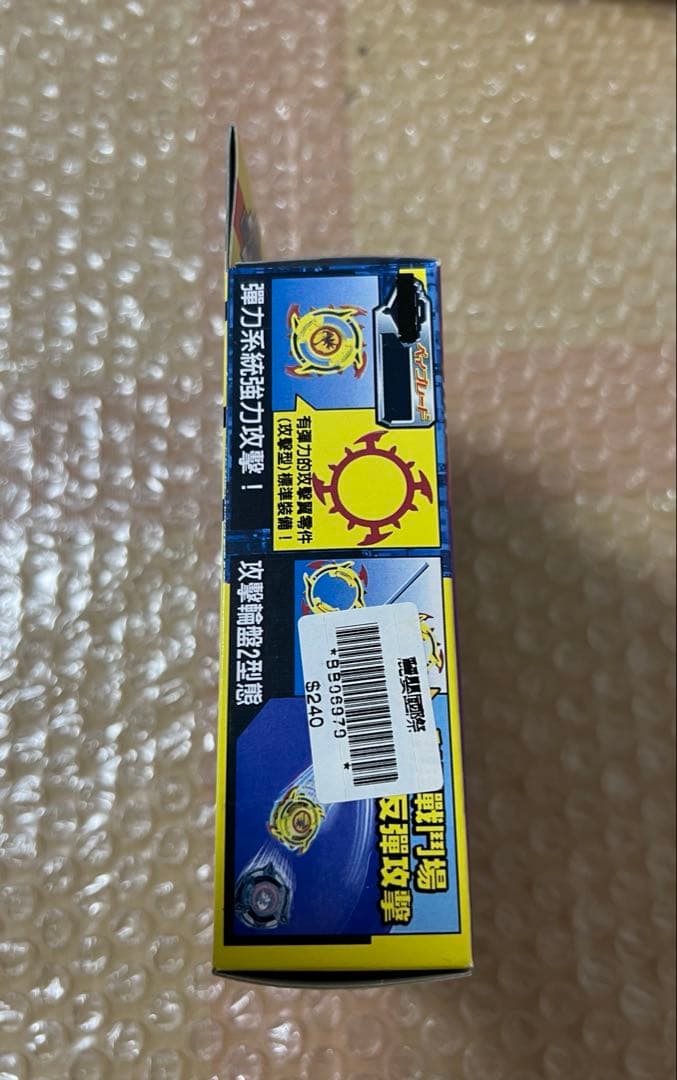 ベイブレード
彈力系統強力攻擊！
有彈力的攻擊翼零件
(攻擊型)標準裝備！
攻擊輪盤2型態
戰鬥場
反彈攻擊
*BB06979*
$240